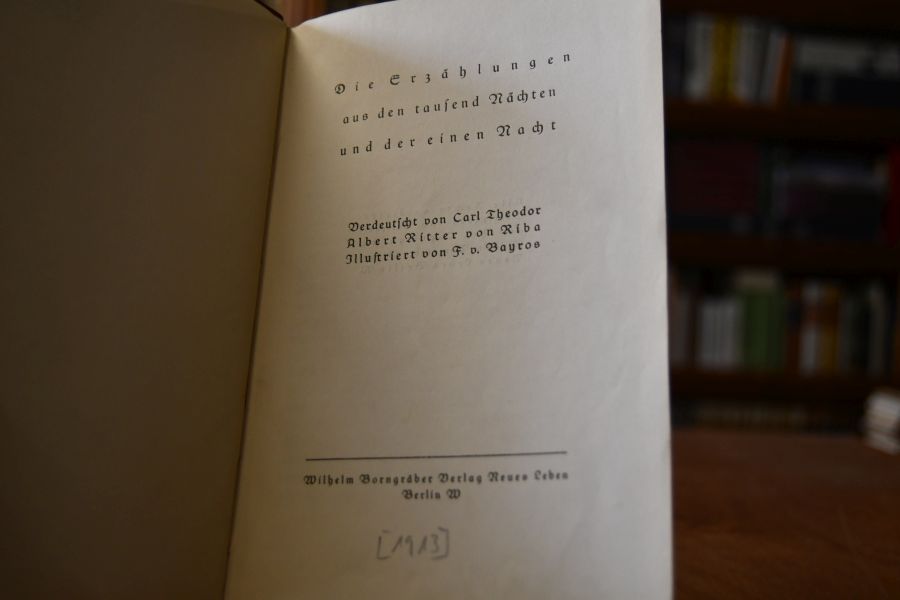 Die Erzählungen
aus den tausend Nächten
und der einen Nacht
Verdeutscht von Carl Theodor
Albert Ritter von Riba
Illustriert von F. v. Bayros
Wilhelm Borngräber Verlag Neues Leben
Berlin W
[1913]